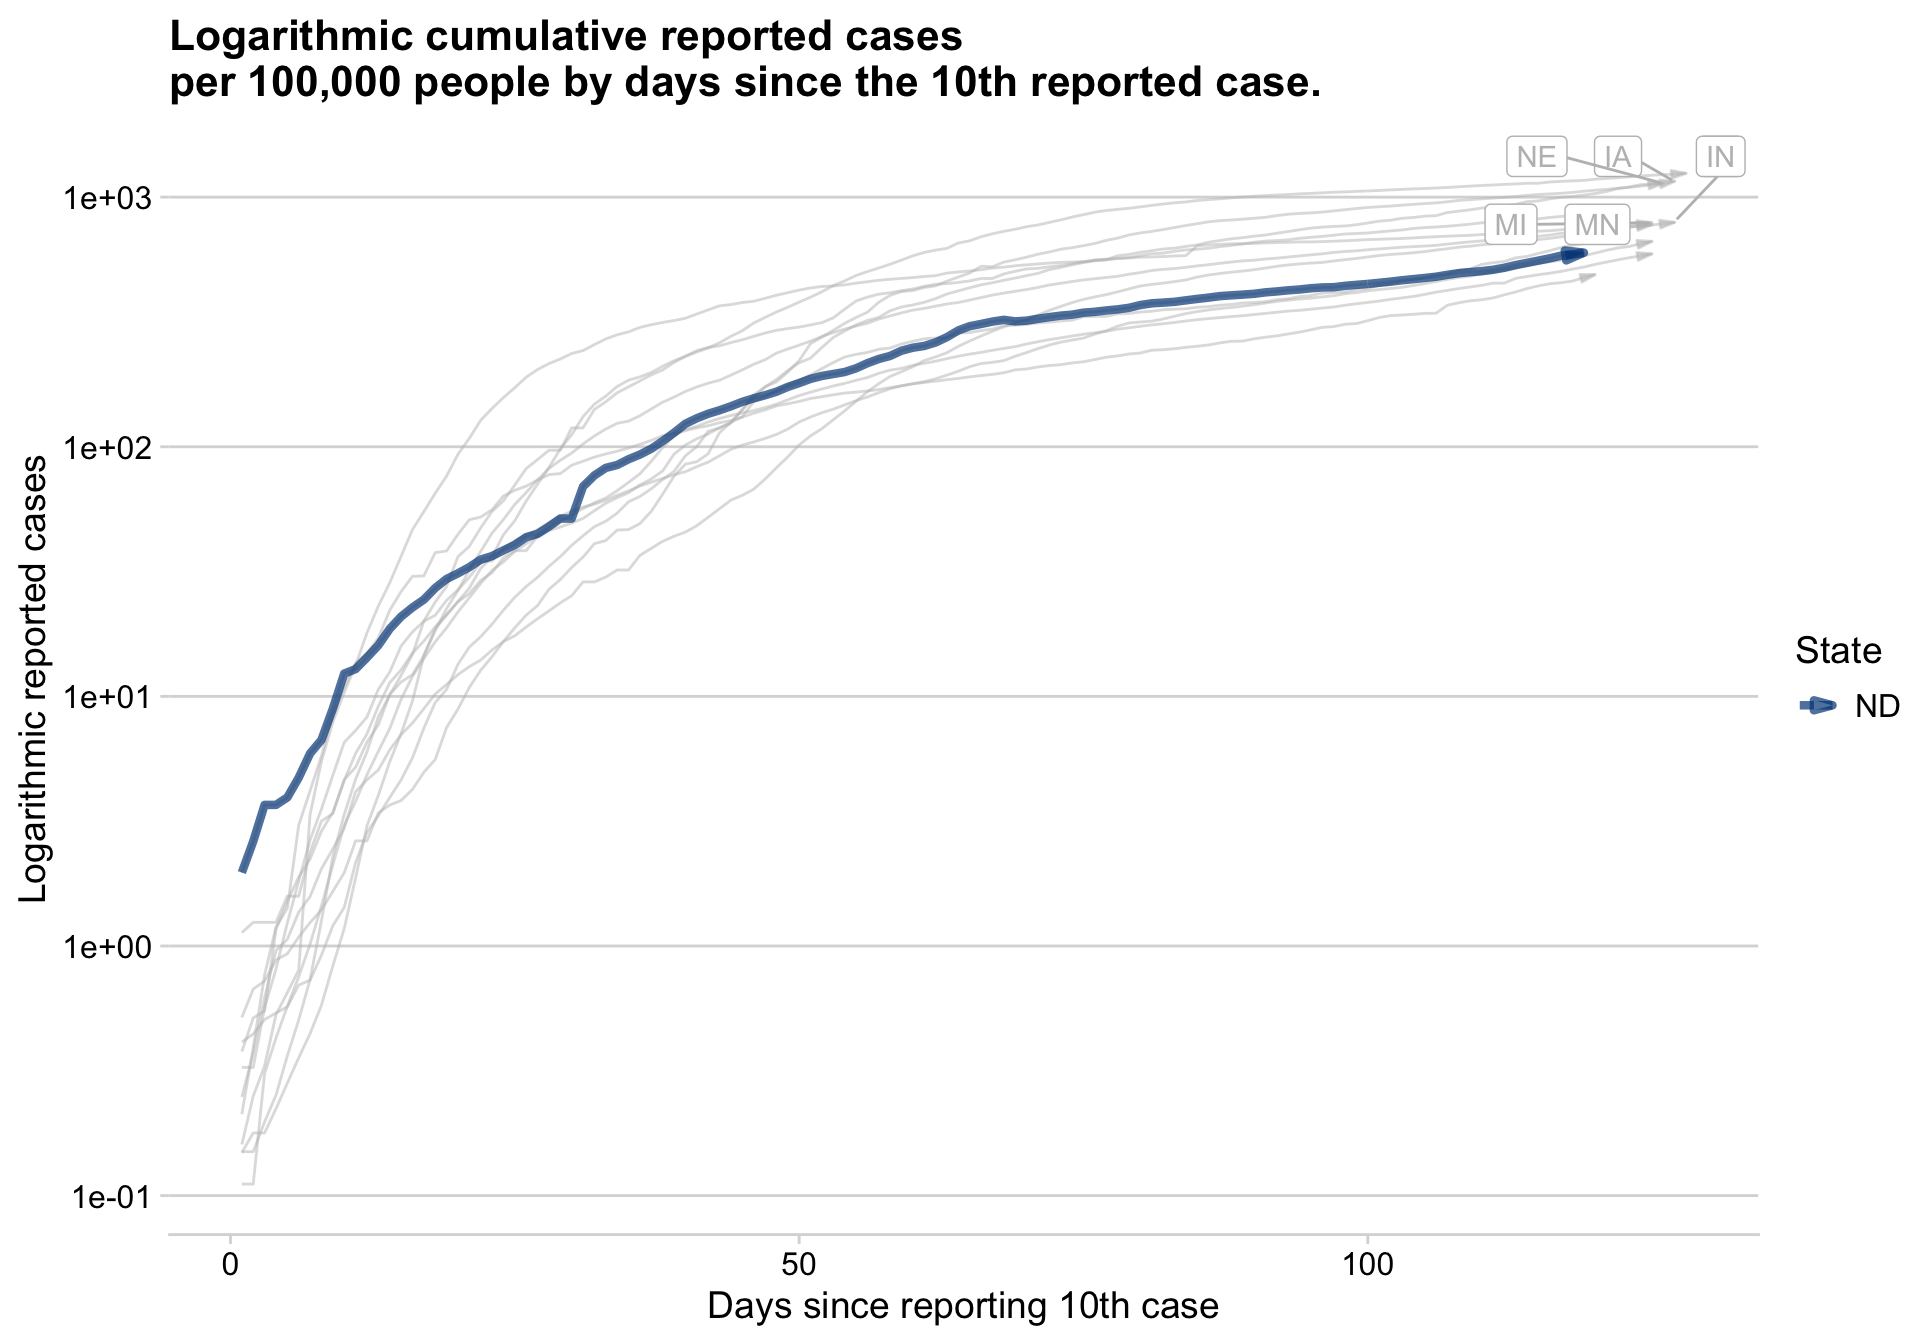 Logarithmic cumulative reported cases
per 100,000 people by days since the 10th reported case.
NE
IA
IN
MI
MN
1e+03
1e+02
1e+01
1e+00
1e-01
Logarithmic reported cases
0
50
100
Days since reporting 10th case
State
ND